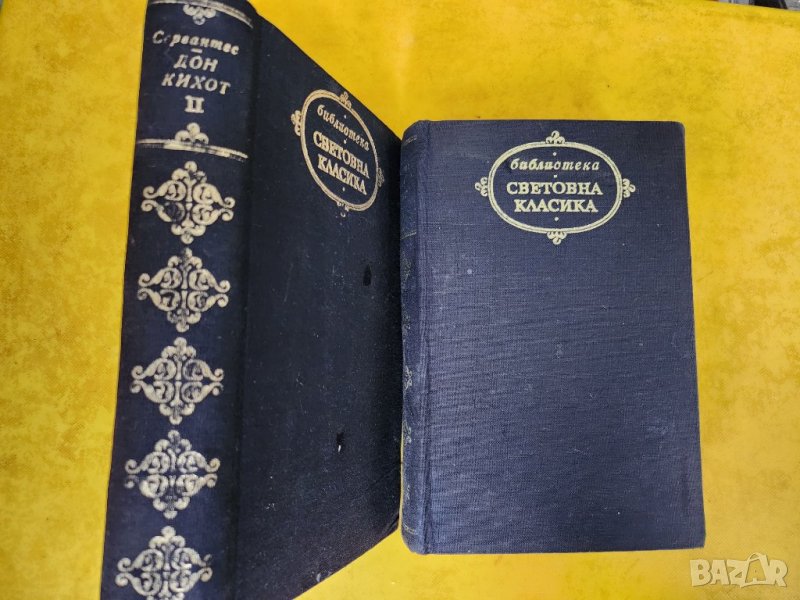 Сервантес
ДОН
КИХОТ
II
библиотека
СВЕТОВНА
КЛАСИКА
библиотека
СВЕТОВНА
КЛАСИКА
BAZAR